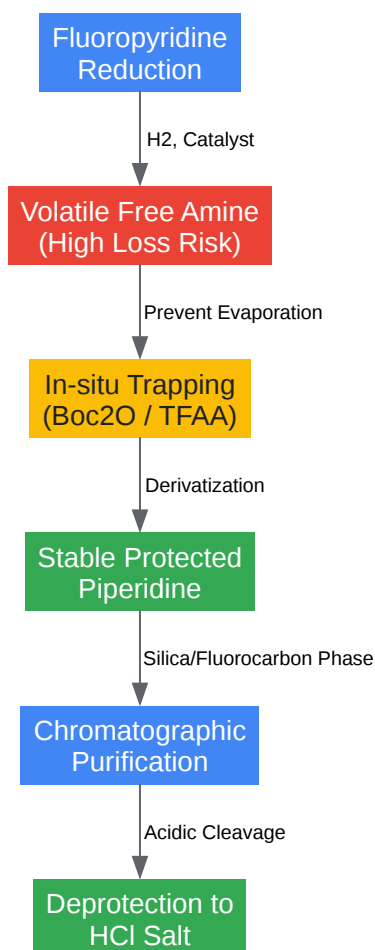 Fluoropyridine
Reduction
H2, Catalyst
Volatile Free Amine
(High Loss Risk)
Prevent Evaporation
In-situ Trapping
(Boc2O / TFAA)
Derivatization
Stable Protected
Piperidine
Silica/Fluorocarbon Phase
Chromatographic
Purification
Acidic Cleavage
Deprotection to
HCl Salt